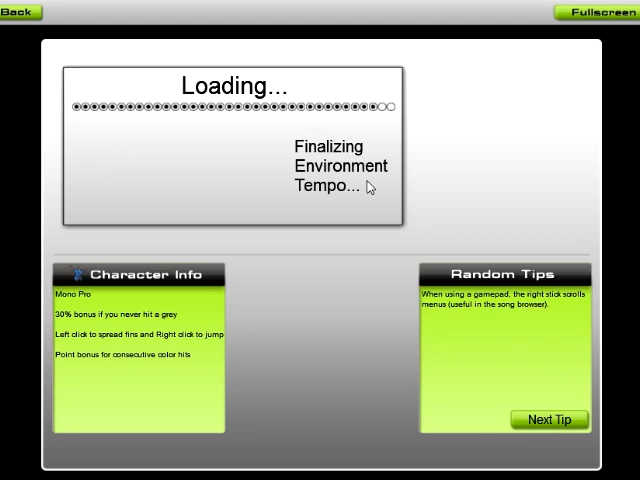 Back
Fullscreen
Loading...
Finalizing
Environment
Tempo...
Character Info
Mono Pro
30% bonus if you never hit a grey
Left click to spread fins and Right click to jump
Point bonus for consecutive color hits
Random Tips
When using a gamepad, the right stick scrolls
menus (useful in the song browser).
Next Tip